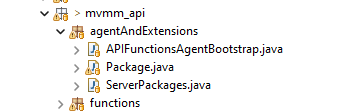 > mvmm_api
agentAndExtensions
APIFunctionsAgentBootstrap.java
Package.java
ServerPackages.java
functions